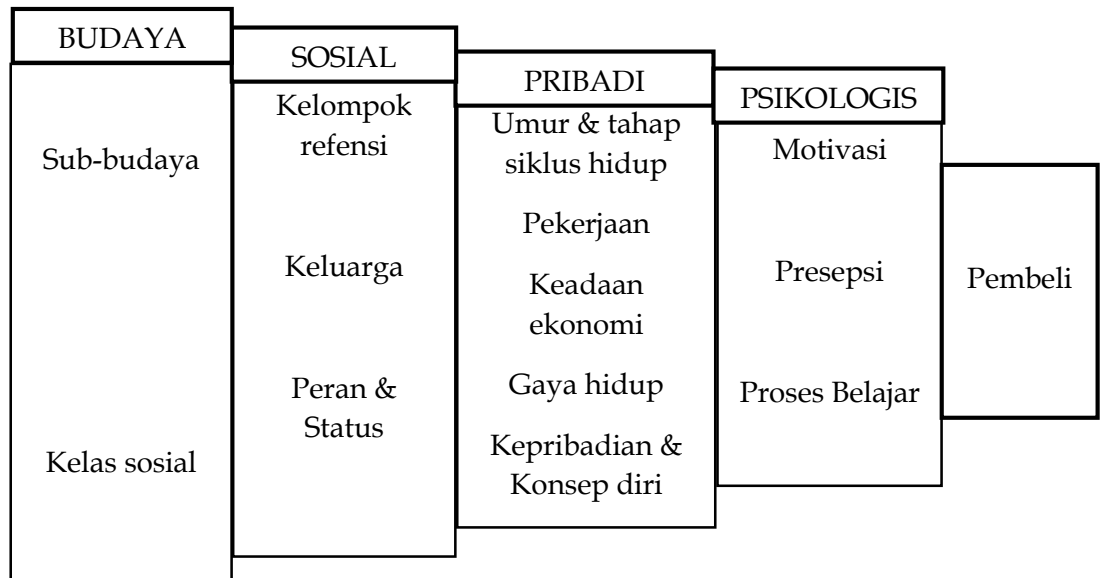 BUDAYA
Sub-budaya
Kelas sosial
SOSIAL
Kelompok
refensi
Keluarga
Peran &
Status
PRIBADI
Umur & tahap
siklus hidup
Pekerjaan
Keadaan
ekonomi
Gaya hidup
Kepribadian &
Konsep diri
PSIKOLOGIS
Motivasi
Presepsi
Proses Belajar
Pembeli